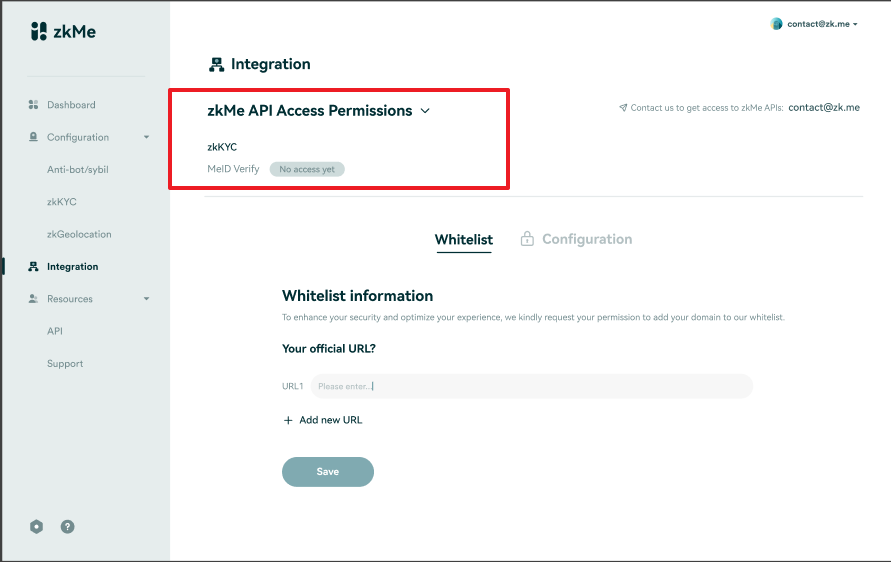 zkMe
contact@zk.me
Integration
Dashboard
Configuration
Anti-bot/sybil
zkKYC
zkGeolocation
Integration
Resources
API
Support
zkMe API Access Permissions
Contact us to get access to zkMe APIs: contact@zk.me
zkKYC
MeID Verify No access yet
Whitelist Configuration
Whitelist information
To enhance your security and optimize your experience, we kindly request your permission to add your domain to our whitelist.
Your official URL?
URL1 Please enter...
+ Add new URL
Save
?